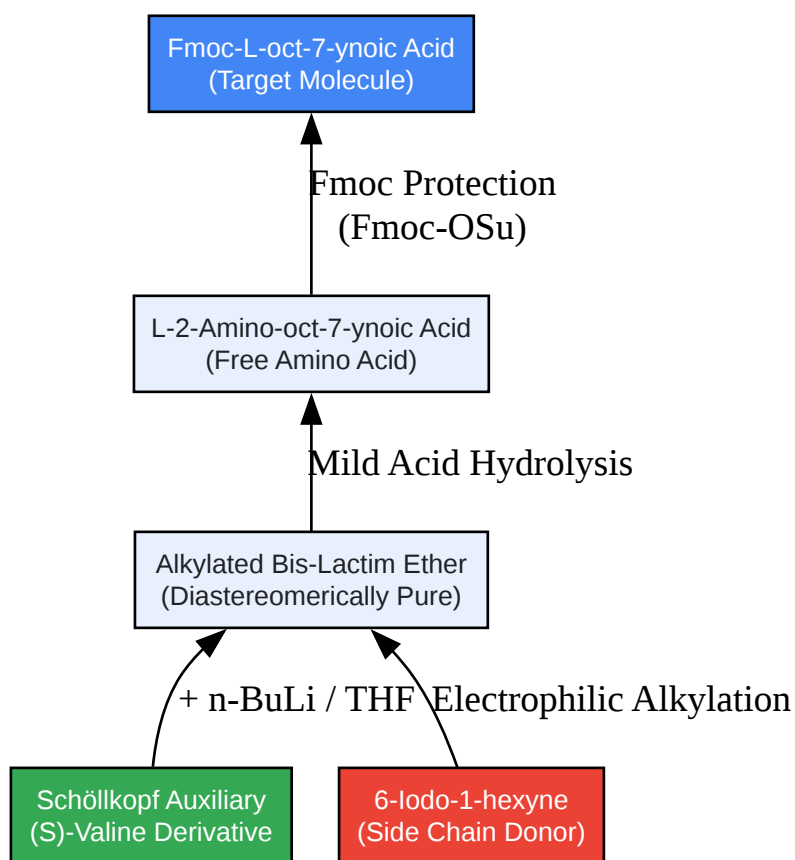 Fmoc-L-oct-7-ynoic Acid
(Target Molecule)
Fmoc Protection
(Fmoc-OSu)
L-2-Amino-oct-7-ynoic Acid
(Free Amino Acid)
Mild Acid Hydrolysis
Alkylated Bis-Lactim Ether
(Diastereomerically Pure)
+ n-BuLi / THF
Electrophilic Alkylation
Schöllkopf Auxiliary
(S)-Valine Derivative
6-Iodo-1-hexyne
(Side Chain Donor)